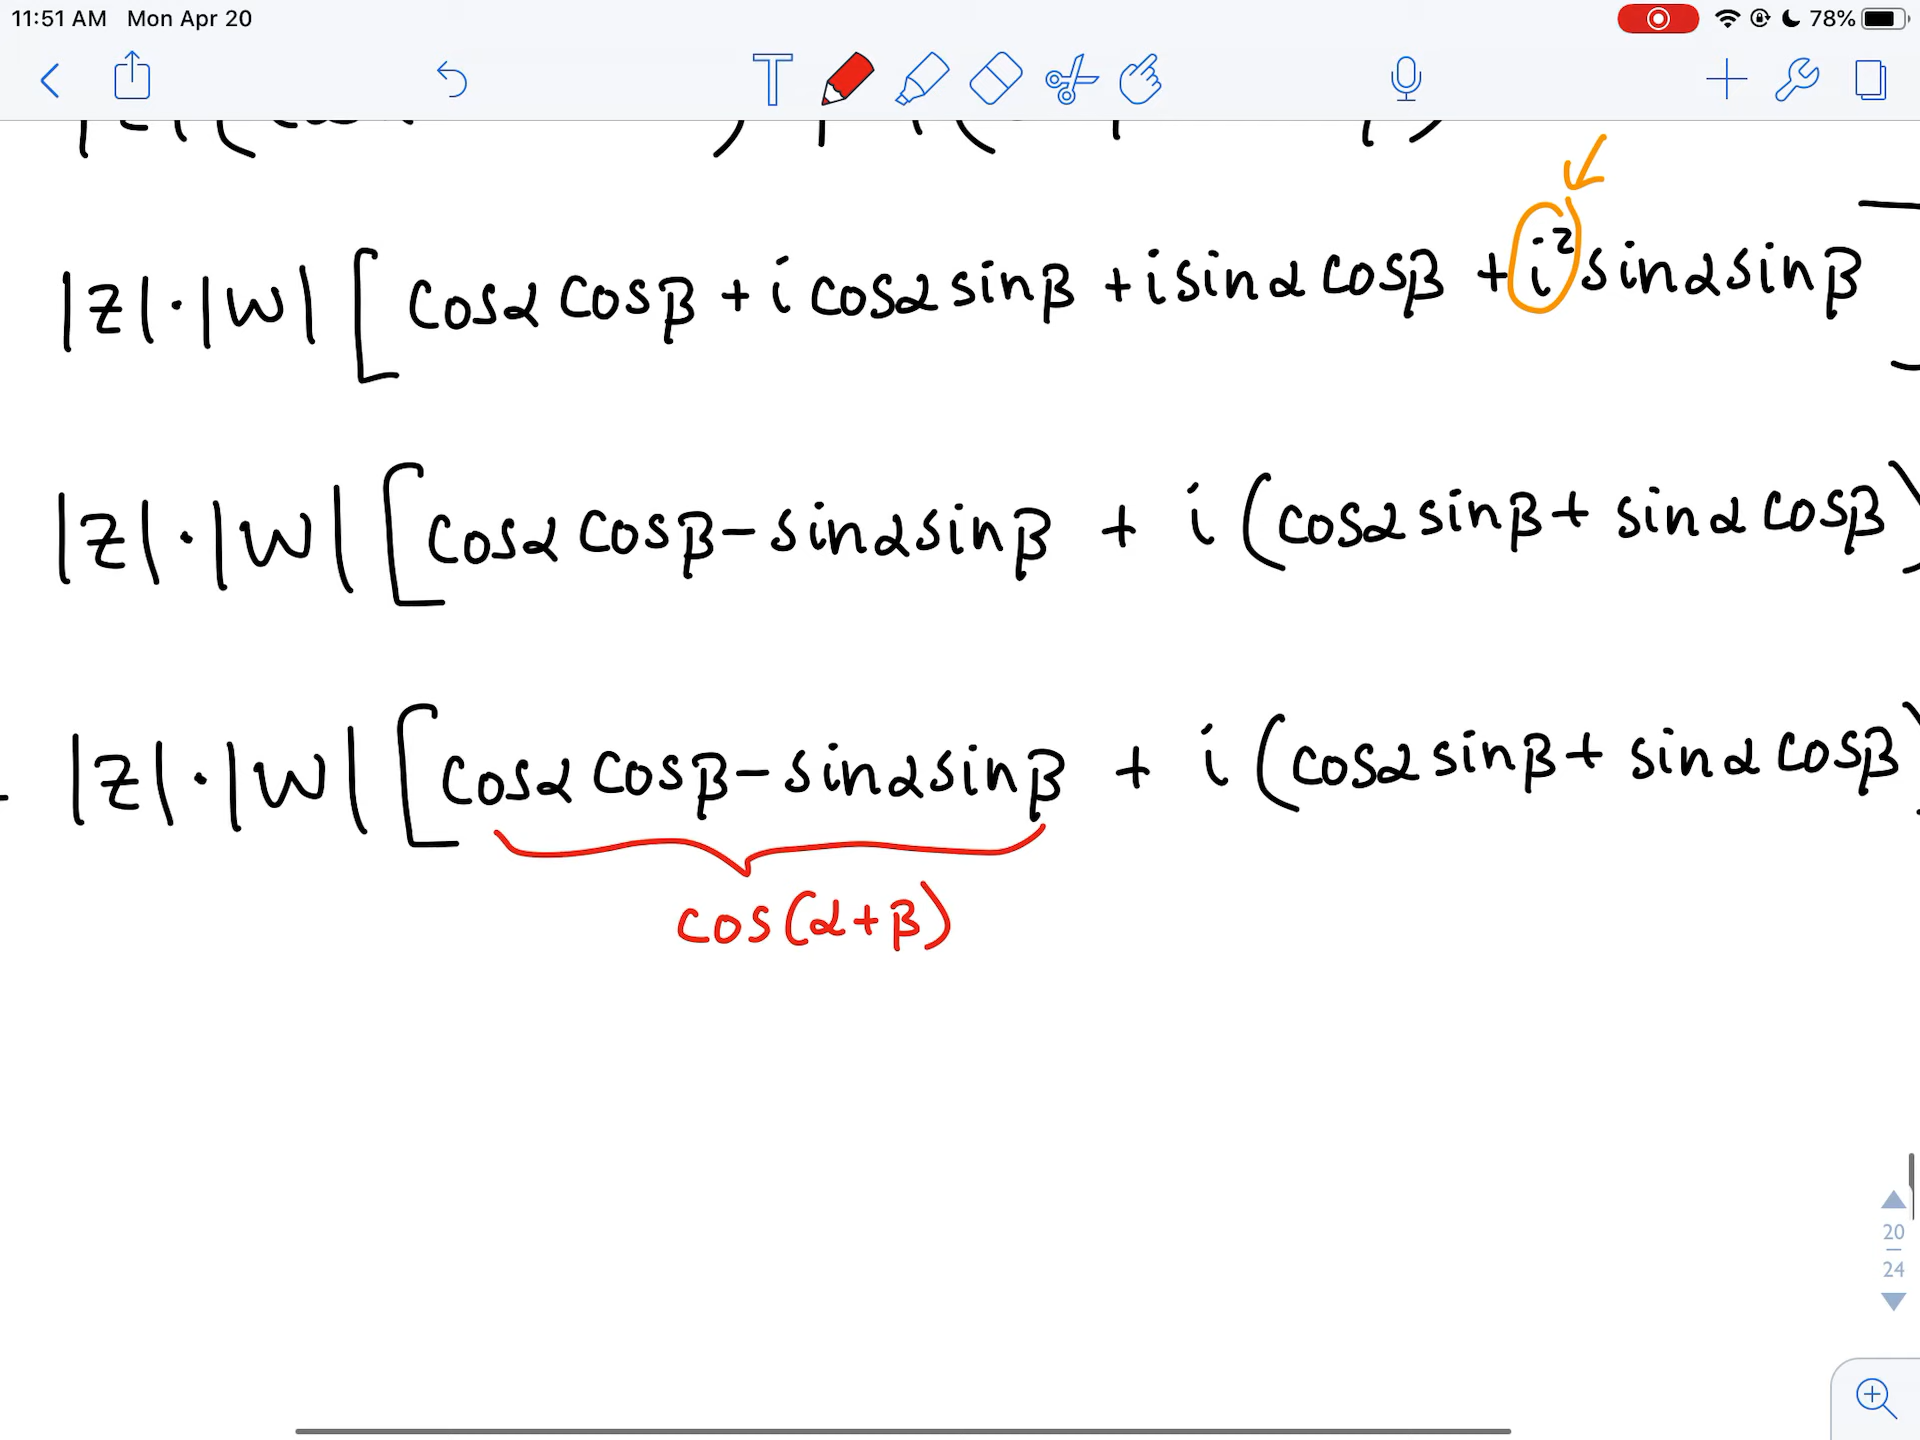 11:51 AM Mon Apr 20 78%
T
|z|·|w| [ cosα cosβ + i cosα sinβ + i sinα cosβ + i² sinα sinβ ]
|z|·|w| [ cosα cosβ − sinα sinβ + i (cosα sinβ + sinα cosβ)
|z|·|w| [ cosα cosβ − sinα sinβ + i (cosα sinβ + sinα cosβ)
cos(α+β)
20
24